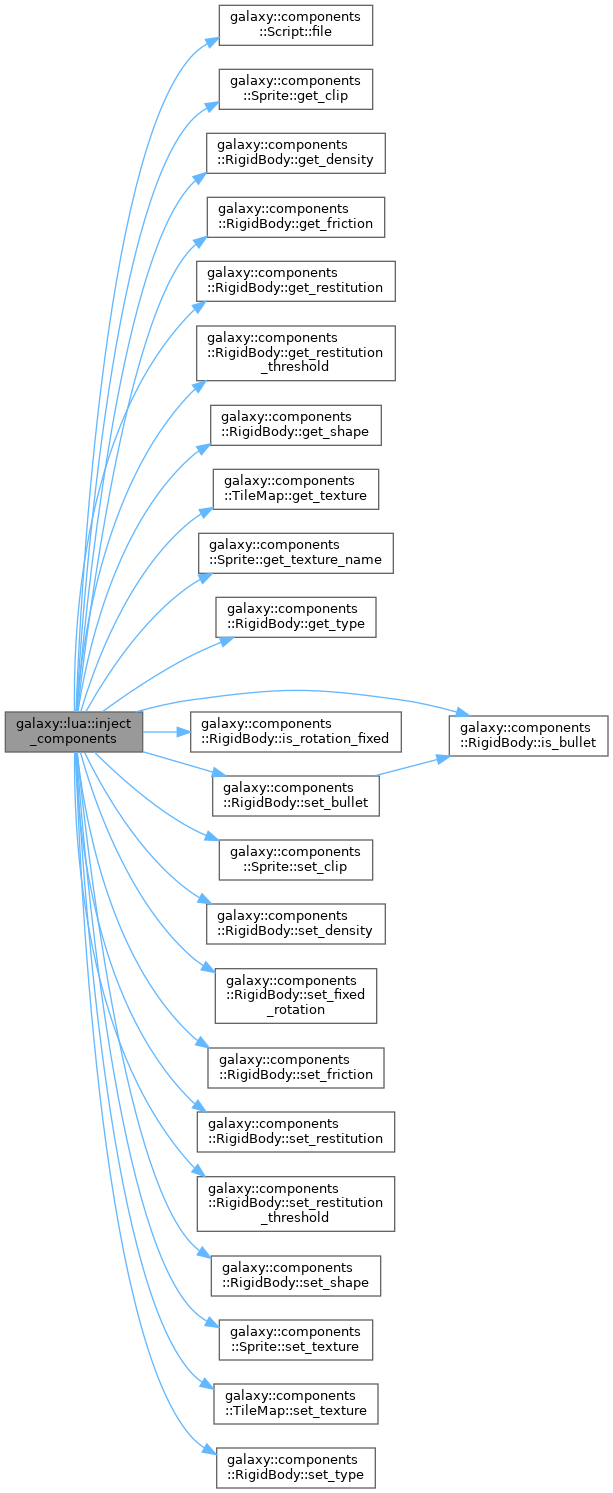 galaxy::components
::Script::file
galaxy::components
::Sprite::get_clip
galaxy::components
::RigidBody::get_density
galaxy::components
::RigidBody::get_friction
galaxy::components
::RigidBody::get_restitution
galaxy::components
::RigidBody::get_restitution
_threshold
galaxy::components
::RigidBody::get_shape
galaxy::components
::TileMap::get_texture
galaxy::components
::Sprite::get_texture_name
galaxy::components
::RigidBody::get_type
galaxy::lua::inject
_components
galaxy::components
::RigidBody::is_rotation_fixed
galaxy::components
::RigidBody::is_bullet
galaxy::components
::RigidBody::set_bullet
galaxy::components
::Sprite::set_clip
galaxy::components
::RigidBody::set_density
galaxy::components
::RigidBody::set_fixed
_rotation
galaxy::components
::RigidBody::set_friction
galaxy::components
::RigidBody::set_restitution
galaxy::components
::RigidBody::set_restitution
_threshold
galaxy::components
::RigidBody::set_shape
galaxy::components
::Sprite::set_texture
galaxy::components
::TileMap::set_texture
galaxy::components
::RigidBody::set_type